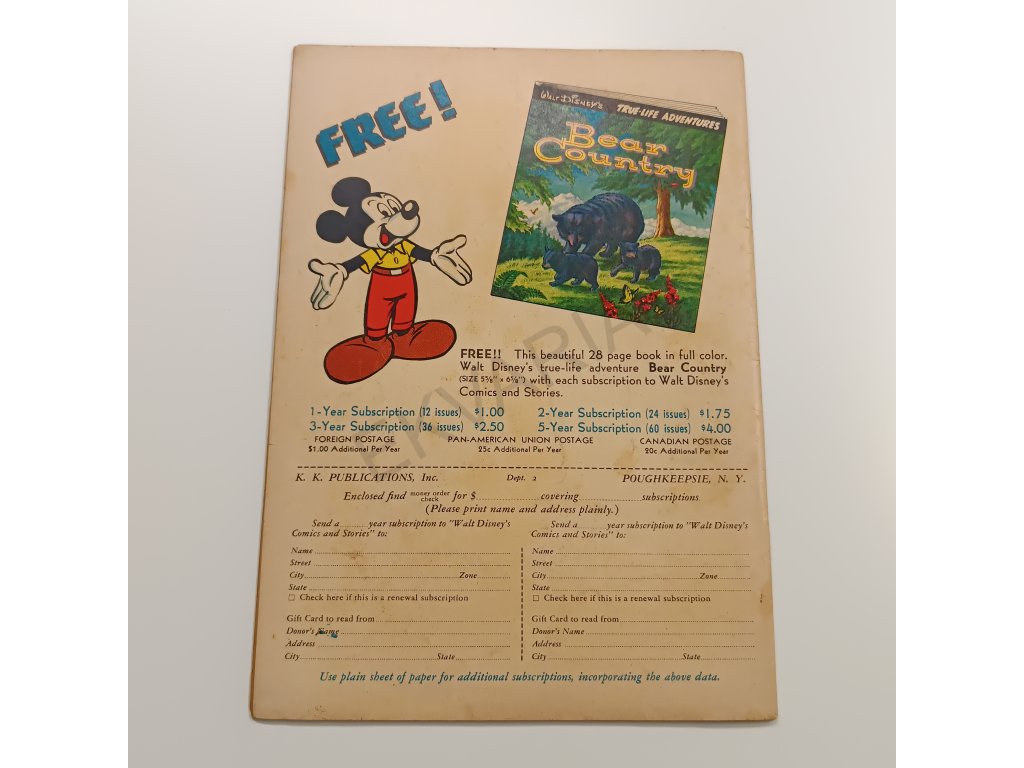 FREE!
WALT DISNEY'S TRUE-LIFE ADVENTURES
Bear
Country
FREE!! This beautiful 28 page book in full color.
Walt Disney's true-life adventure Bear Country
(SIZE 5⅝" x 6⅝") with each subscription to Walt Disney's
Comics and Stories.
1-Year Subscription (12 issues) $1.00 2-Year Subscription (24 issues) $1.75
3-Year Subscription (36 issues) $2.50 5-Year Subscription (60 issues) $4.00
FOREIGN POSTAGE PAN-AMERICAN UNION POSTAGE CANADIAN POSTAGE
$1.00 Additional Per Year 25c Additional Per Year 20c Additional Per Year
K. K. PUBLICATIONS, Inc. Dept. 2 POUGHKEEPSIE, N. Y.
Enclosed find money order check for $ covering subscriptions
(Please print name and address plainly.)
Send a year subscription to "Walt Disney's
Comics and Stories" to:
Name
Street
City Zone
State
☐ Check here if this is a renewal subscription
Gift Card to read from
Donor's Name
Address
City State
Send a year subscription to "Walt Disney's
Comics and Stories" to:
Name
Street
City Zone
State
☐ Check here if this is a renewal subscription
Gift Card to read from
Donor's Name
Address
City State
Use plain sheet of paper for additional subscriptions, incorporating the above data.